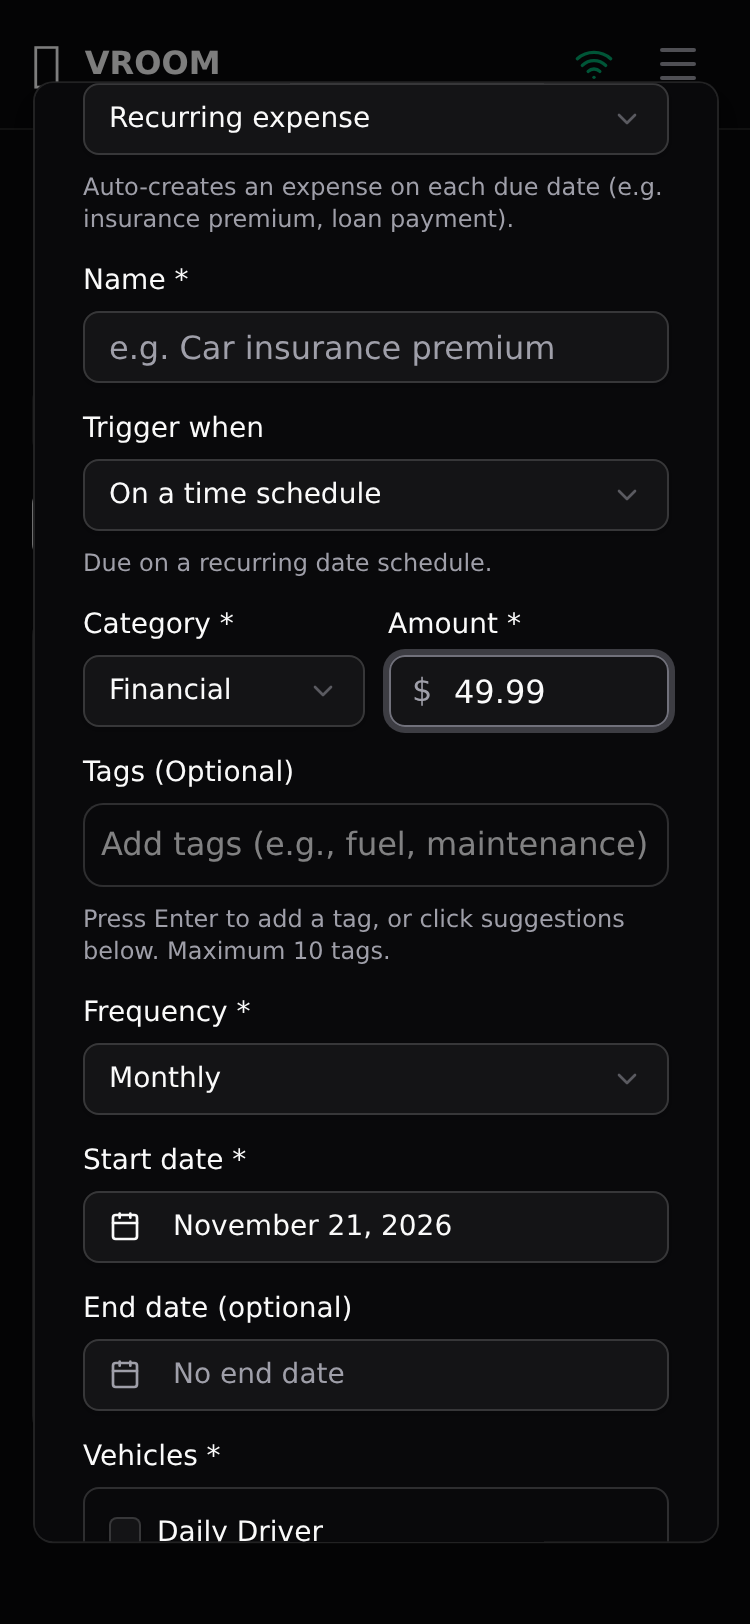 VROOM
Recurring expense
Auto-creates an expense on each due date (e.g.
insurance premium, loan payment).
Name *
e.g. Car insurance premium
Trigger when
On a time schedule
Due on a recurring date schedule.
Category * Amount *
Financial $ 49.99
Tags (Optional)
Add tags (e.g., fuel, maintenance)
Press Enter to add a tag, or click suggestions
below. Maximum 10 tags.
Frequency *
Monthly
Start date *
November 21, 2026
End date (optional)
No end date
Vehicles *
Daily Driver